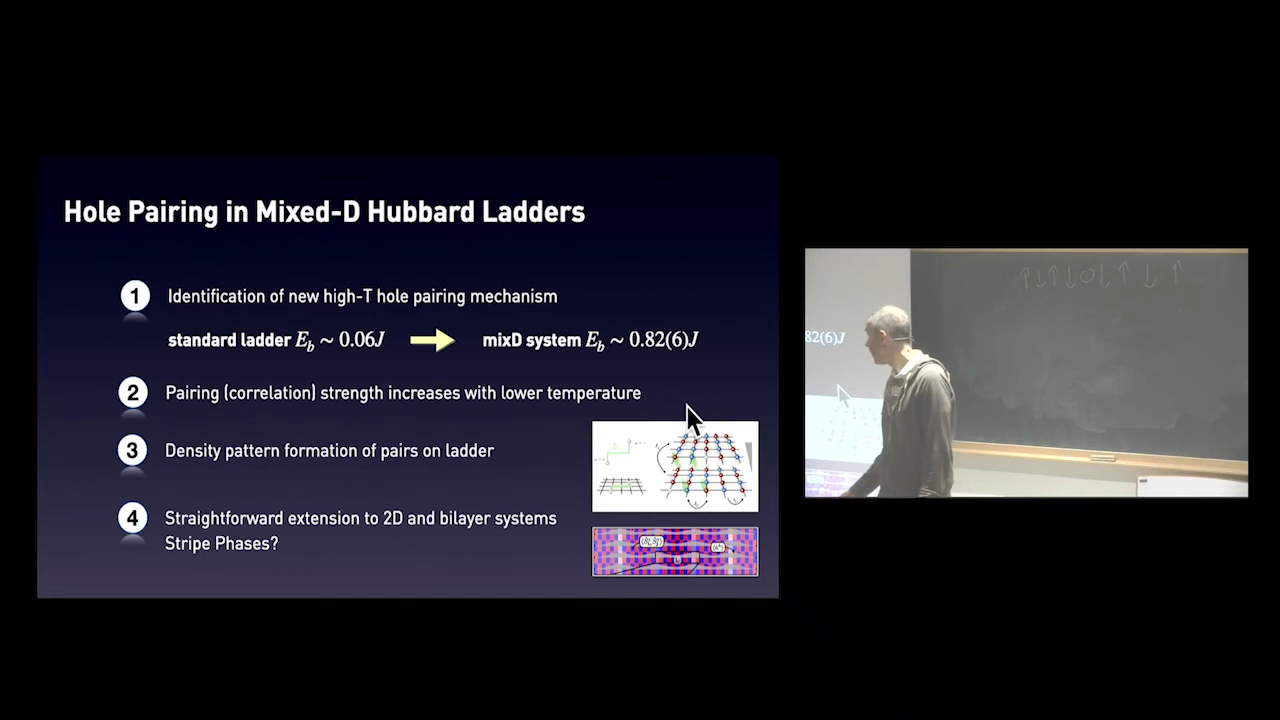 Hole Pairing in Mixed-D Hubbard Ladders
1 Identification of new high-T hole pairing mechanism
standard ladder E_b ~ 0.06J mixD system E_b ~ 0.82(6)J
2 Pairing (correlation) strength increases with lower temperature
3 Density pattern formation of pairs on ladder
4 Straightforward extension to 2D and bilayer systems
Stripe Phases?
82(6)J
↑↓↑↓O↓↑↓↑